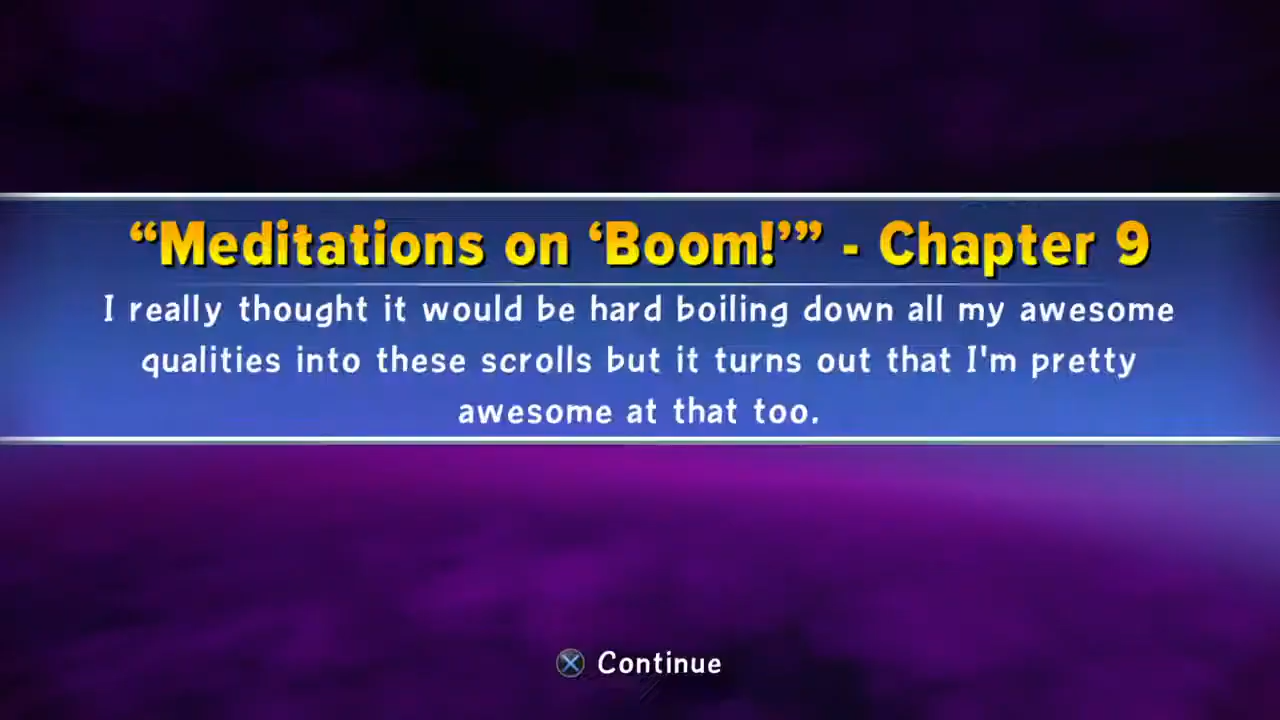 “Meditations on ‘Boom!’” - Chapter 9
I really thought it would be hard boiling down all my awesome
qualities into these scrolls but it turns out that I'm pretty
awesome at that too.
Continue